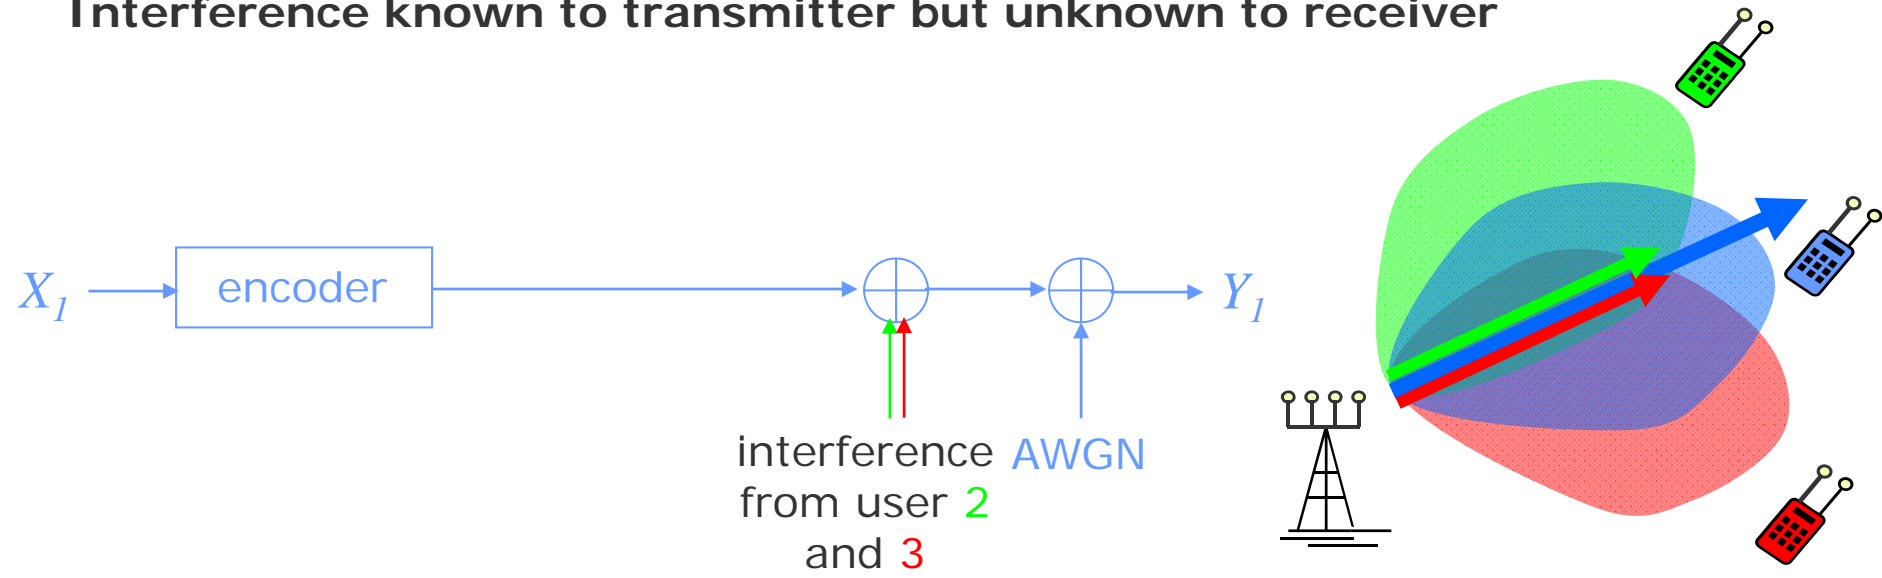 Interference known to transmitter but unknown to receiver
X1
encoder
Y1
interference
from user 2
and 3
AWGN